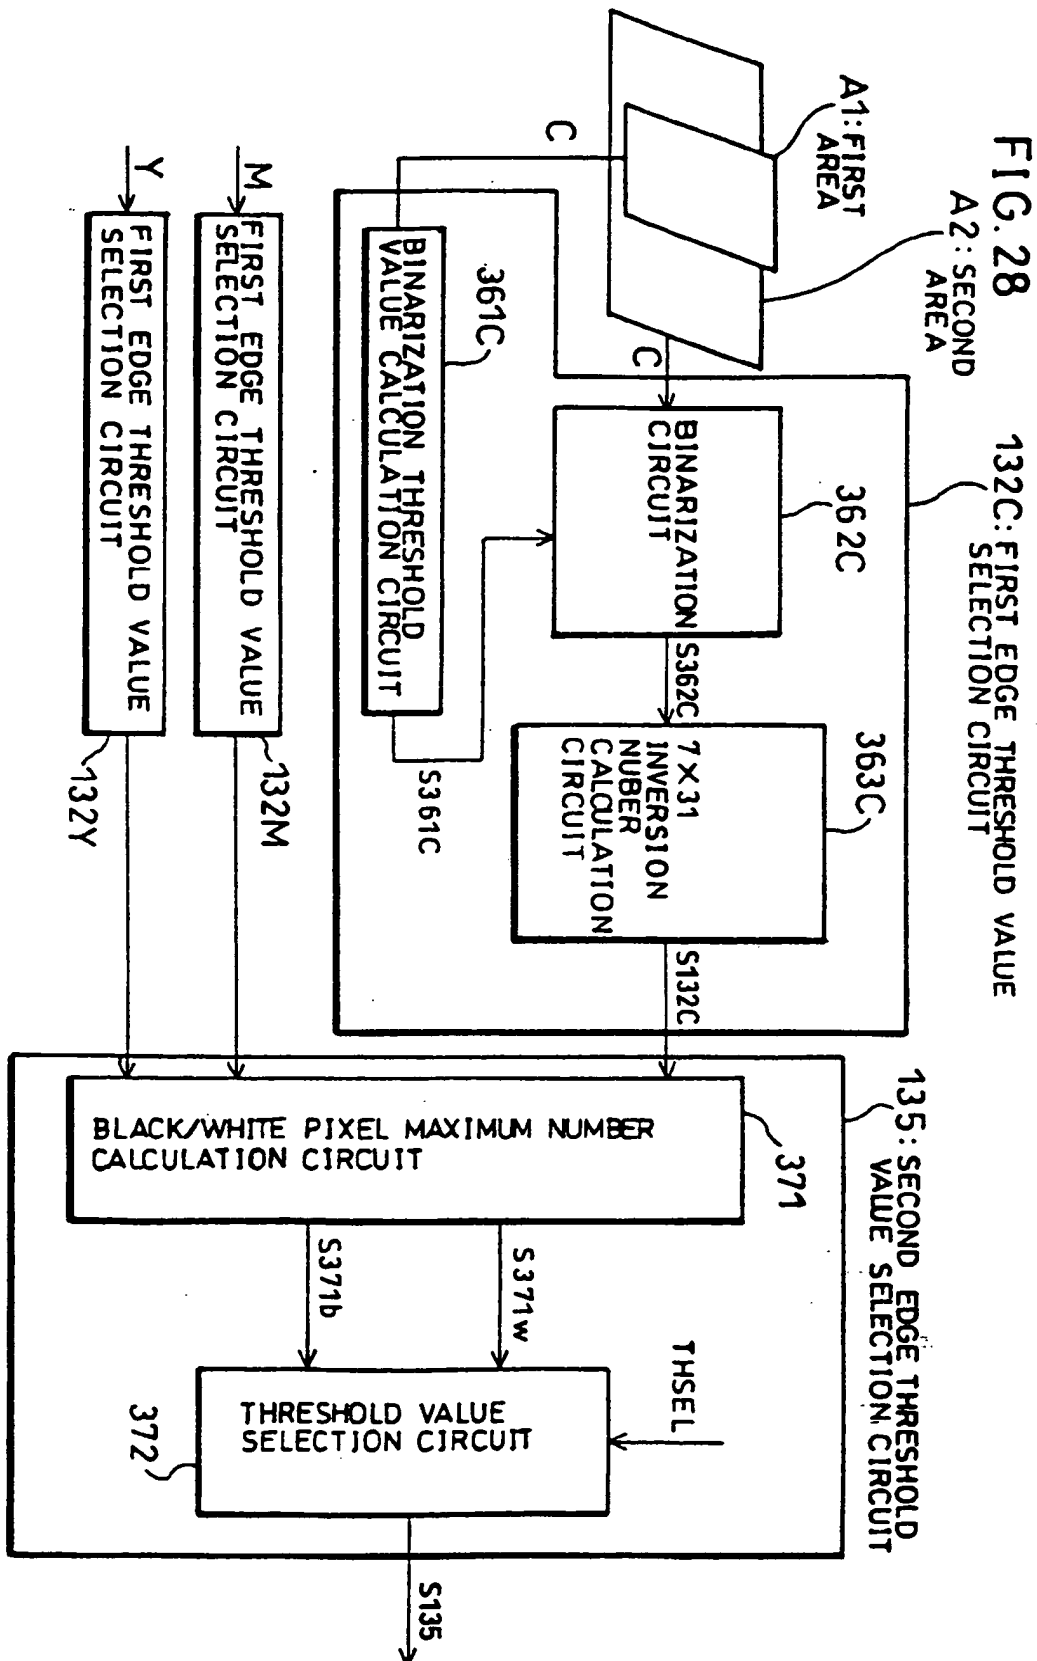 FIG. 28
A1: FIRST
AREA
A2: SECOND
AREA
132C: FIRST EDGE THRESHOLD VALUE
SELECTION CIRCUIT
135: SECOND EDGE THRESHOLD
VALUE SELECTION CIRCUIT
C
C
361C
BINARIZATION THRESHOLD
VALUE CALCULATION CIRCUIT
S361C
362C
BINARIZATION
CIRCUIT
S362C
363C
7×31
INVERSION
NUBER
CALCULATION
CIRCUIT
S132C
M
FIRST EDGE THRESHOLD VALUE
SELECTION CIRCUIT
132M
Y
FIRST EDGE THRESHOLD VALUE
SELECTION CIRCUIT
132Y
371
BLACK/WHITE PIXEL MAXIMUM NUMBER
CALCULATION CIRCUIT
S371w
S371b
THSEL
THRESHOLD VALUE
SELECTION CIRCUIT
372
S135